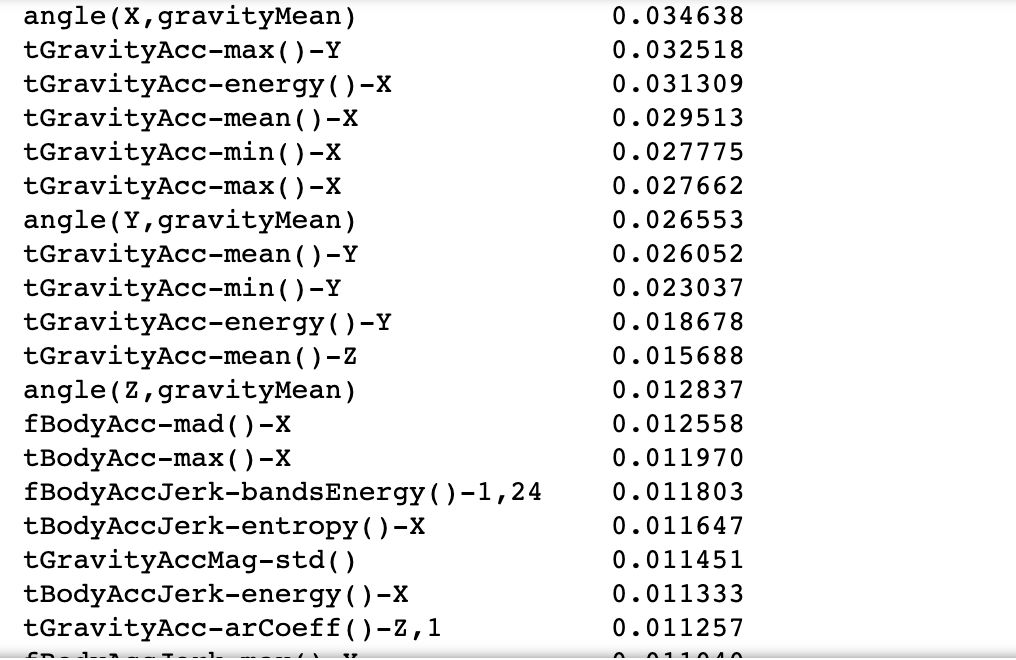 angle(X,gravityMean) 0.034638
tGravityAcc-max()-Y 0.032518
tGravityAcc-energy()-X 0.031309
tGravityAcc-mean()-X 0.029513
tGravityAcc-min()-X 0.027775
tGravityAcc-max()-X 0.027662
angle(Y,gravityMean) 0.026553
tGravityAcc-mean()-Y 0.026052
tGravityAcc-min()-Y 0.023037
tGravityAcc-energy()-Y 0.018678
tGravityAcc-mean()-Z 0.015688
angle(Z,gravityMean) 0.012837
fBodyAcc-mad()-X 0.012558
tBodyAcc-max()-X 0.011970
fBodyAccJerk-bandsEnergy()-1,24 0.011803
tBodyAccJerk-entropy()-X 0.011647
tGravityAccMag-std() 0.011451
tBodyAccJerk-energy()-X 0.011333
tGravityAcc-arCoeff()-Z,1 0.011257